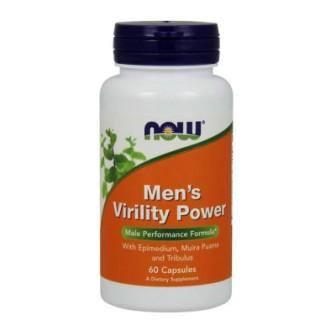 NOW
Men's
Virility Power
Male Performance Formula*
With Epimedium, Muira Puama
and Tribulus
60 Capsules
A Dietary Supplement